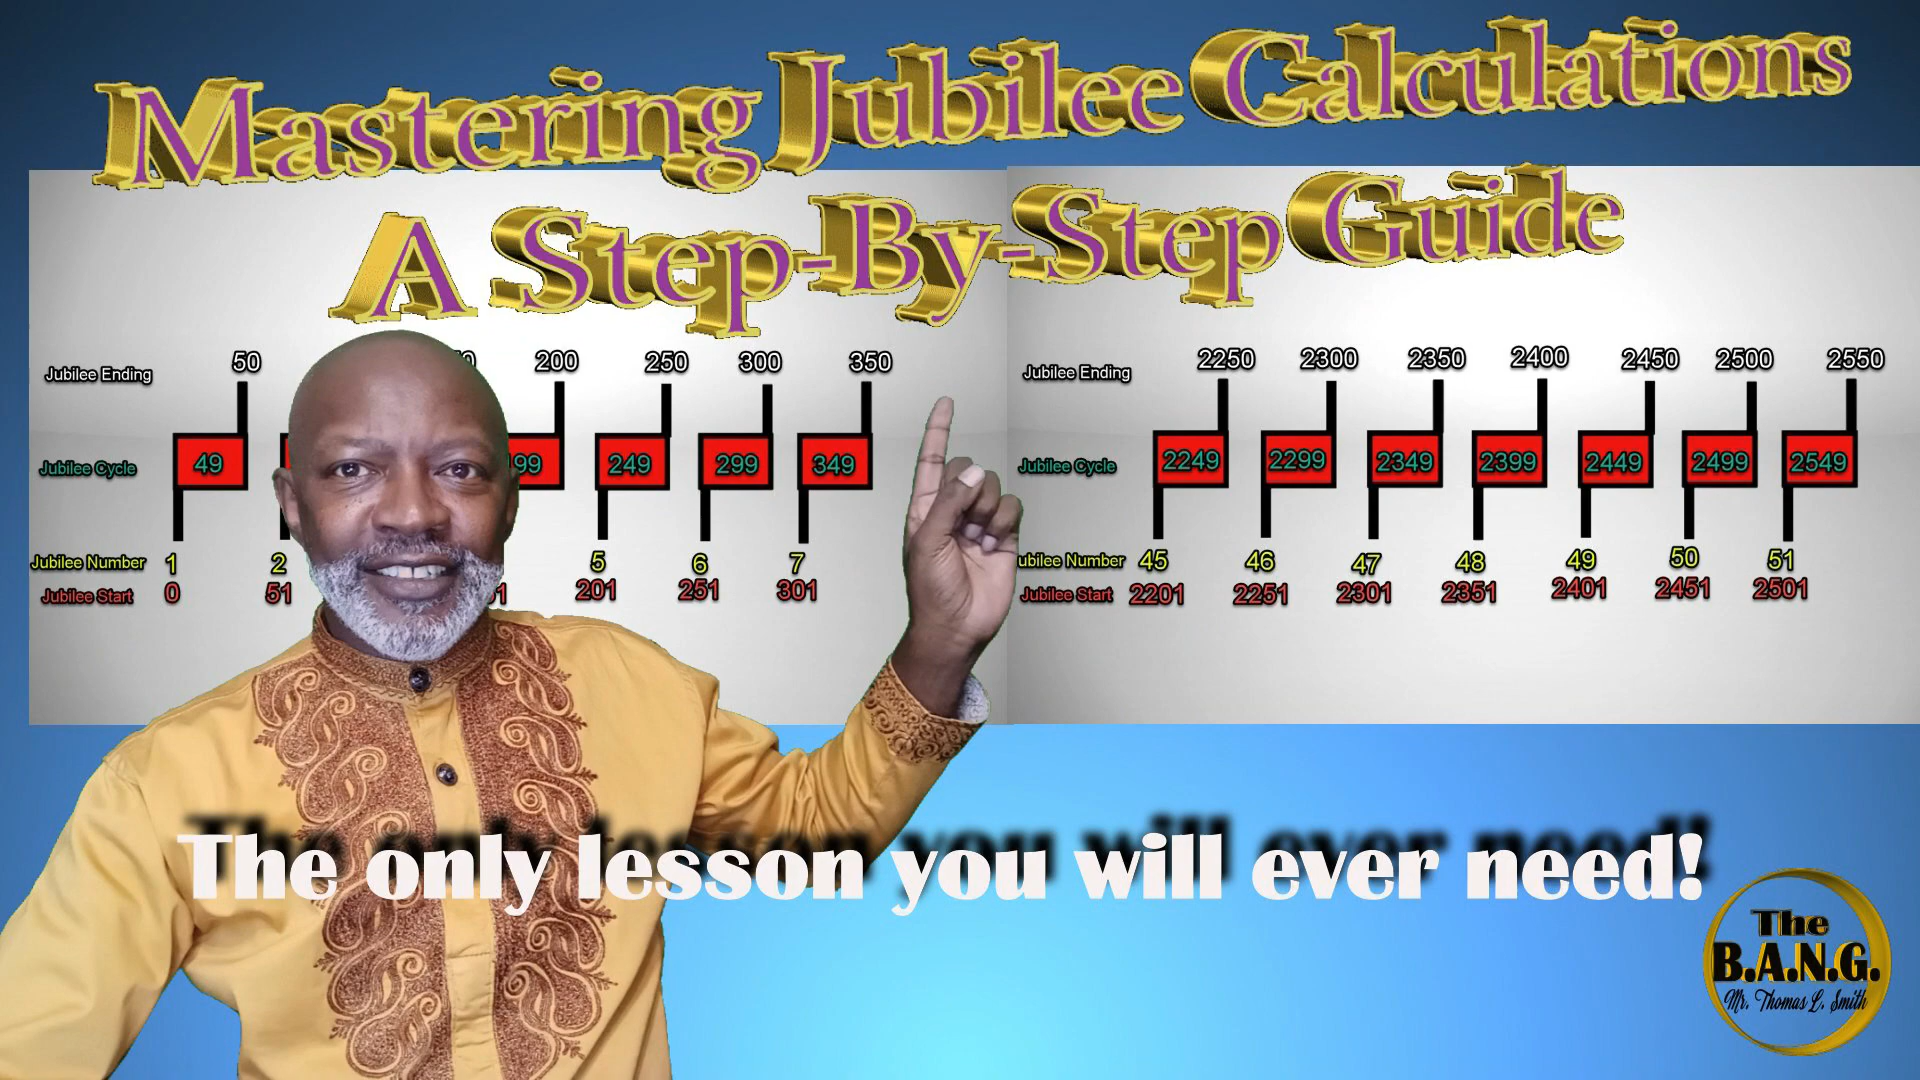 Mastering Jubilee Calculations
A Step-By-Step Guide
Jubilee Ending 50 200 250 300 350
Jubilee Cycle 49 249 299 349
Jubilee Number 1 2 5 6 7
Jubilee Start 0 51 201 251 301
Jubilee Ending 2250 2300 2350 2400 2450 2500 2550
Jubilee Cycle 2249 2299 2349 2399 2449 2499 2549
ubilee Number 45 46 47 48 49 50 51
Jubilee Start 2201 2251 2301 2351 2401 2451 2501
The only lesson you will ever need!
The
B.A.N.G.
Mr. Thomas L. Smith